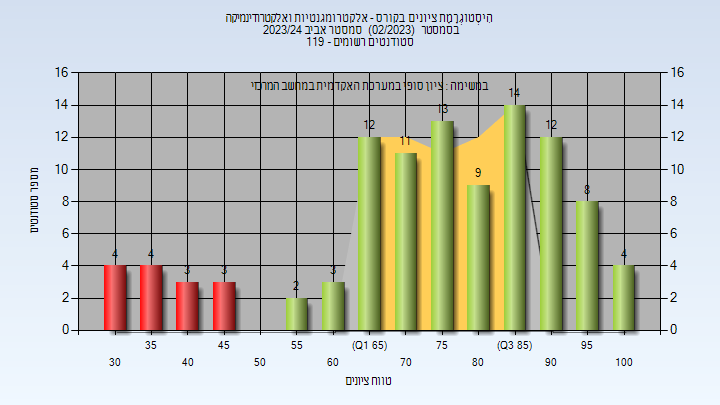 היסטוגרמת ציונים בקורס - אלקטרומגנטיות ואלקטרודינמיקה
בסמסטר (02/2023) סמסטר אביב 2023/24
סטודנטים רשומים - 119
במשימה : ציון סופי במערכת האקדמית במחשב המרכזי
מספר סטודנטים
16 16
14 14
12 12
10 10
8 8
6 6
4 4
2 2
0 0
4 4 3 3 2 3 12 11 13 9 14 12 8 4
35 45 55 (Q1 65) 75 (Q3 85) 95
30 40 50 60 70 80 90 100
טווח ציונים